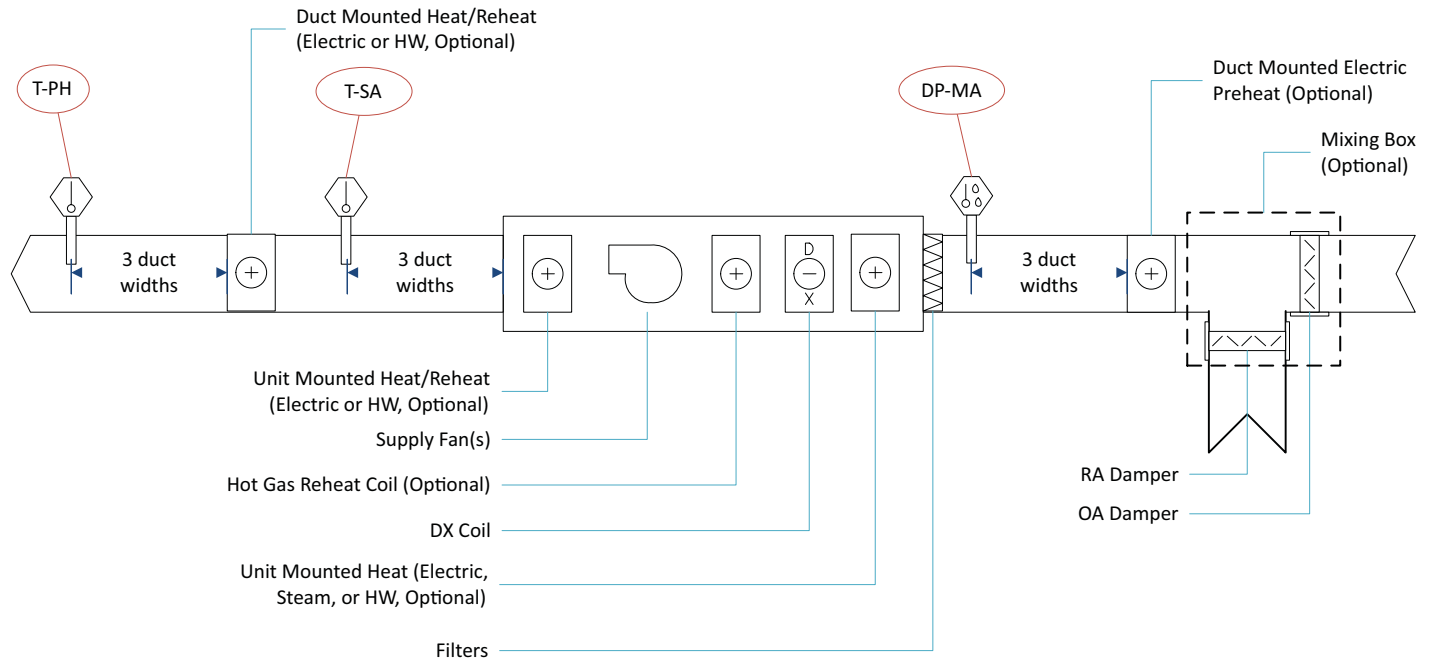 Duct Mounted Heat/Reheat
(Electric or HW, Optional)
T-PH
T-SA
DP-MA
Duct Mounted Electric
Preheat (Optional)
Mixing Box
(Optional)
3 duct
widths
3 duct
widths
D
X
3 duct
widths
Unit Mounted Heat/Reheat
(Electric or HW, Optional)
Supply Fan(s)
Hot Gas Reheat Coil (Optional)
DX Coil
Unit Mounted Heat (Electric,
Steam, or HW, Optional)
Filters
RA Damper
OA Damper